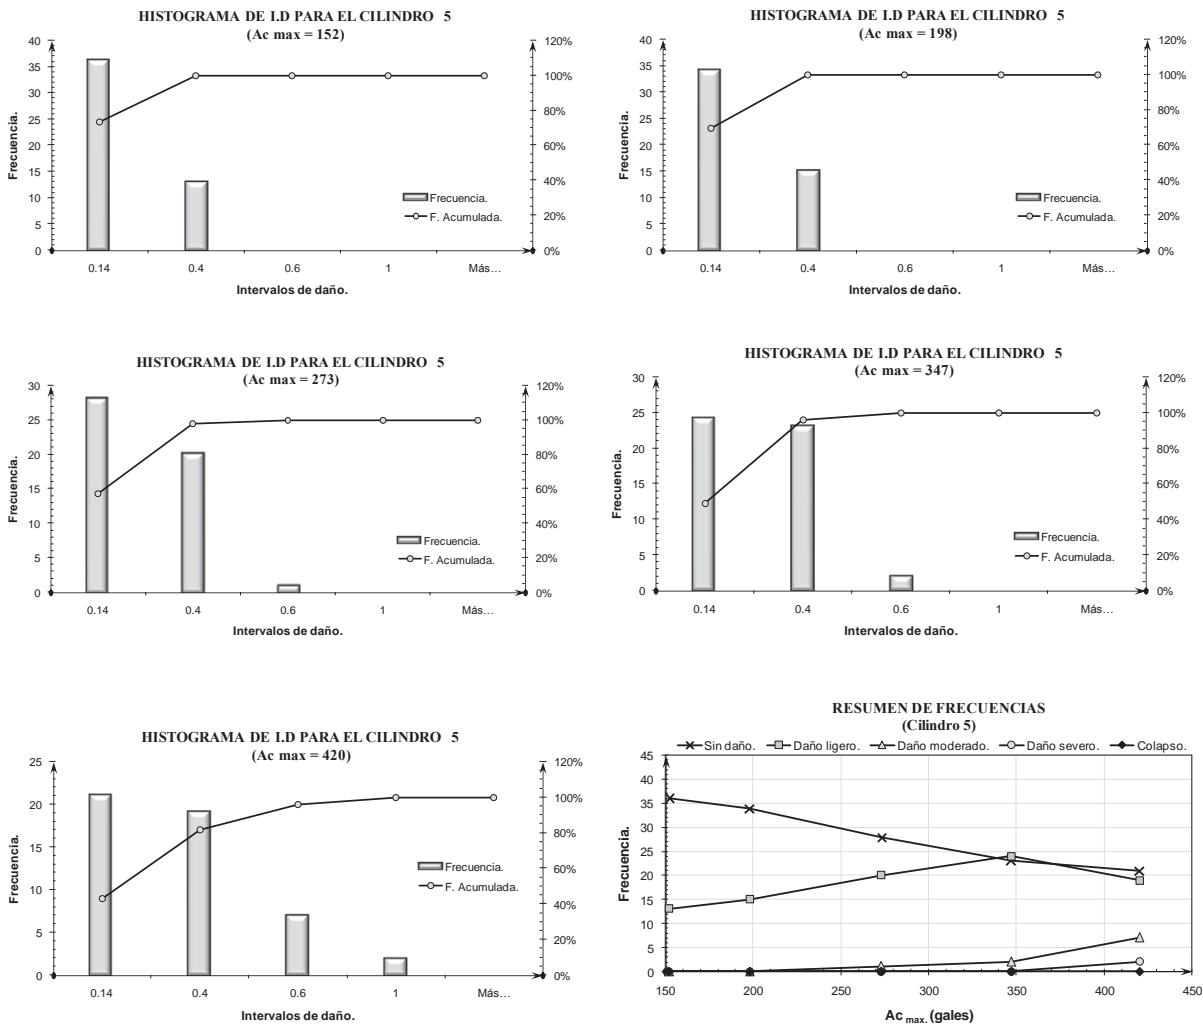 HISTOGRAMA DE I.D PARA EL CILINDRO 5
(Ac max = 152)
40
35
30
25
20
15
10
5
0
120%
100%
80%
60%
40%
20%
0%
Frecuencia.
Frecuencia.
F. Acumulada.
0.14
0.4
0.6
1
Más...
Intervalos de daño.
HISTOGRAMA DE I.D PARA EL CILINDRO 5
(Ac max = 198)
40
35
30
25
20
15
10
5
0
120%
100%
80%
60%
40%
20%
0%
Frecuencia.
Frecuencia.
F. Acumulada.
0.14
0.4
0.6
1
Más...
Intervalos de daño.
HISTOGRAMA DE I.D PARA EL CILINDRO 5
(Ac max = 273)
30
25
20
15
10
5
0
120%
100%
80%
60%
40%
20%
0%
Frecuencia.
Frecuencia.
F. Acumulada.
0.14
0.4
0.6
1
Más...
Intervalos de daño.
HISTOGRAMA DE I.D PARA EL CILINDRO 5
(Ac max = 347)
30
25
20
15
10
5
0
120%
100%
80%
60%
40%
20%
0%
Frecuencia.
Frecuencia.
F. Acumulada.
0.14
0.4
0.6
1
Más...
Intervalos de daño.
HISTOGRAMA DE I.D PARA EL CILINDRO 5
(Ac max = 420)
25
20
15
10
5
0
120%
100%
80%
60%
40%
20%
0%
Frecuencia.
Frecuencia.
F. Acumulada.
0.14
0.4
0.6
1
Más...
Intervalos de daño.
RESUMEN DE FRECUENCIAS
(Cilindro 5)
Sin daño. Daño ligero. Daño moderado. Daño severo. Colapso.
45
40
35
30
25
20
15
10
5
0
Frecuencia.
150 200 250 300 350 400 450
Ac max. (gales)